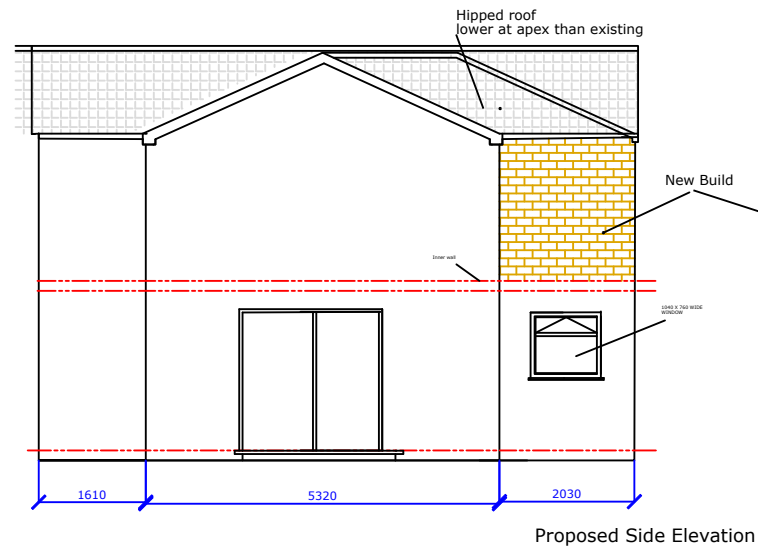 Hipped roof
lower at apex than existing
New Build
Inner wall
1040 X 760 WIDE
WINDOW
1610
5320
2030
Proposed Side Elevation